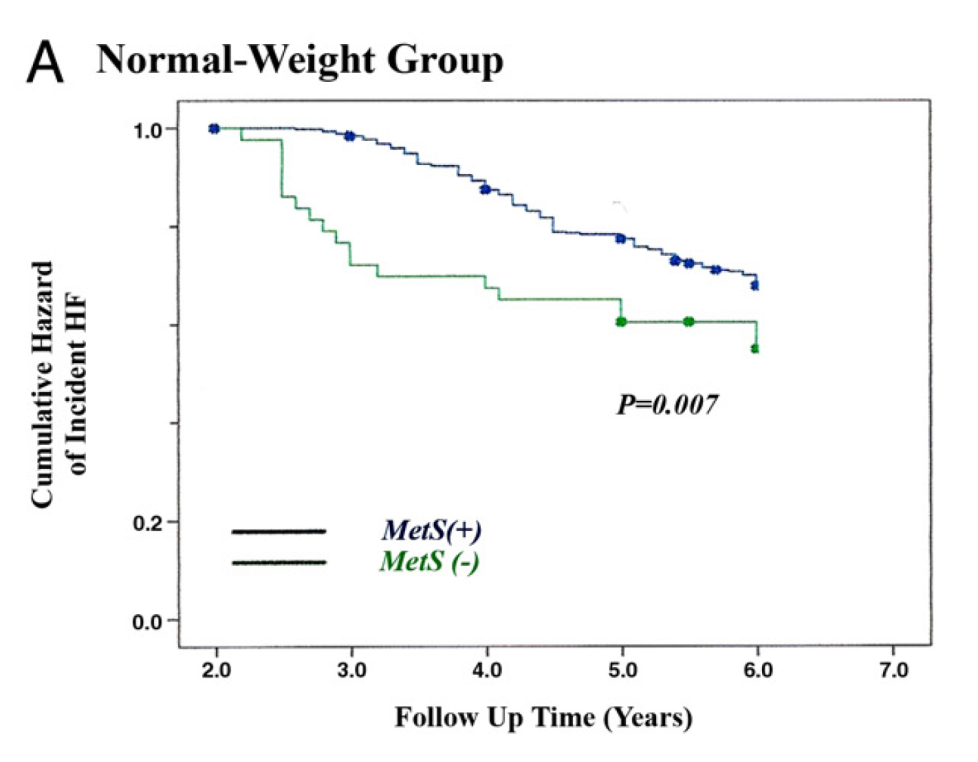 A Normal-Weight Group
1.0
0.2
0.0
Cumulative Hazard
of Incident HF
P=0.007
MetS(+)
MetS (-)
2.0 3.0 4.0 5.0 6.0 7.0
Follow Up Time (Years)